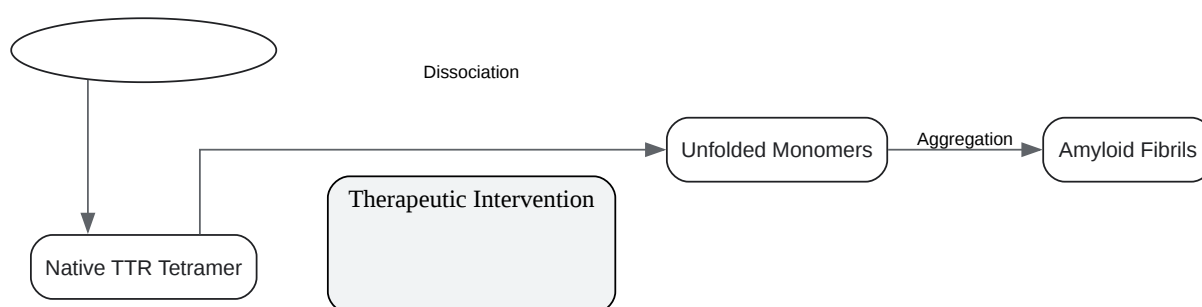 Dissociation
Unfolded Monomers
Aggregation
Amyloid Fibrils
Therapeutic Intervention
Native TTR Tetramer